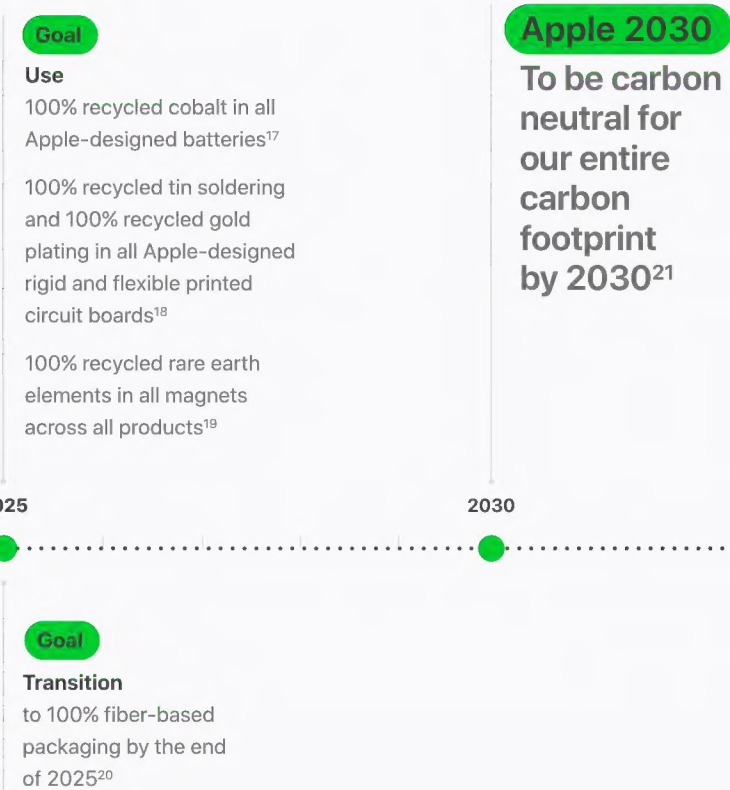 Goal
Use
100% recycled cobalt in all
Apple-designed batteries¹⁷
100% recycled tin soldering
and 100% recycled gold
plating in all Apple-designed
rigid and flexible printed
circuit boards¹⁸
100% recycled rare earth
elements in all magnets
across all products¹⁹
Apple 2030
To be carbon
neutral for
our entire
carbon
footprint
by 2030²¹
025
2030
Goal
Transition
to 100% fiber-based
packaging by the end
of 2025²⁰